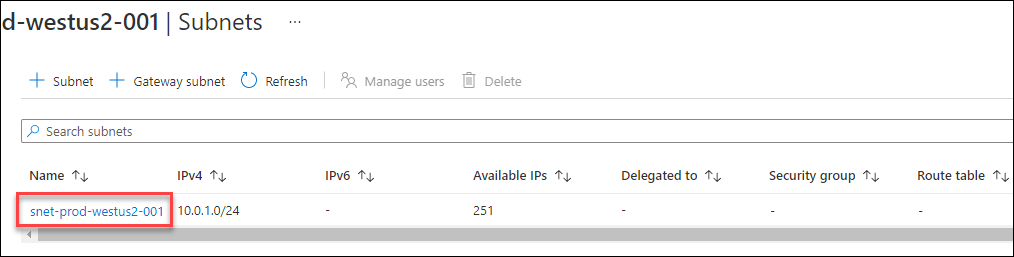 d-westus2-001 | Subnets ...
+ Subnet + Gateway subnet Refresh Manage users Delete
Search subnets
Name ↑↓ IPv4 ↑↓ IPv6 ↑↓ Available IPs ↑↓ Delegated to ↑↓ Security group ↑↓ Route table ↑↓
snet-prod-westus2-001 10.0.1.0/24 - 251 - - -